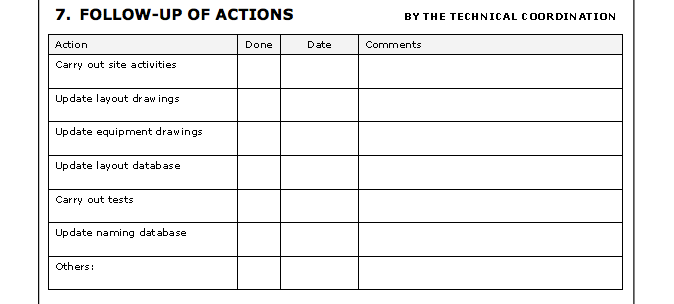 7. FOLLOW-UP OF ACTIONS BY THE TECHNICAL COORDINATION
Action Done Date Comments
Carry out site activities
Update layout drawings
Update equipment drawings
Update layout database
Carry out tests
Update naming database
Others: